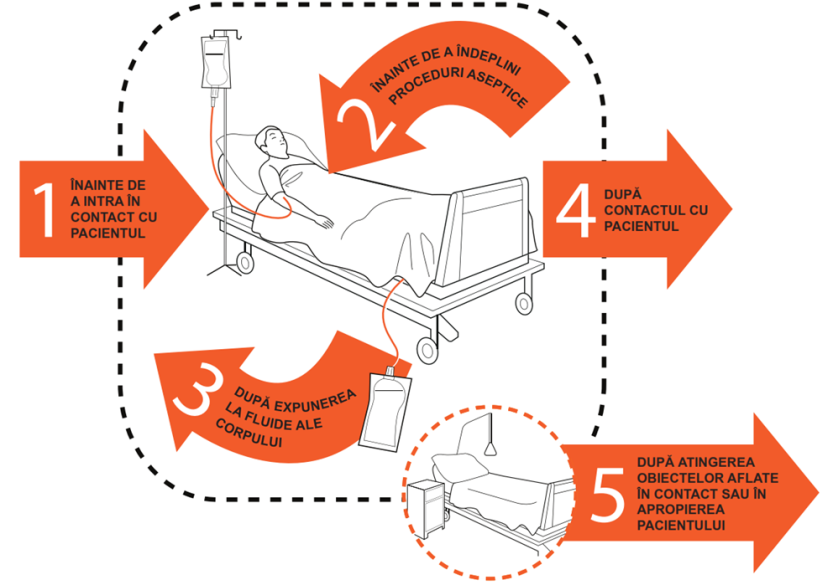 1
ÎNAINTE DE
A INTRA ÎN
CONTACT CU
PACIENTUL
2
ÎNAINTE DE A ÎNDEPLINI
PROCEDURI ASEPTICE
3
DUPĂ EXPUNEREA
LA FLUIDE ALE
CORPULUI
4
DUPĂ
CONTACTUL CU
PACIENTUL
5
DUPĂ ATINGEREA
OBIECTELOR AFLATE
ÎN CONTACT SAU ÎN
APROPIEREA
PACIENTULUI